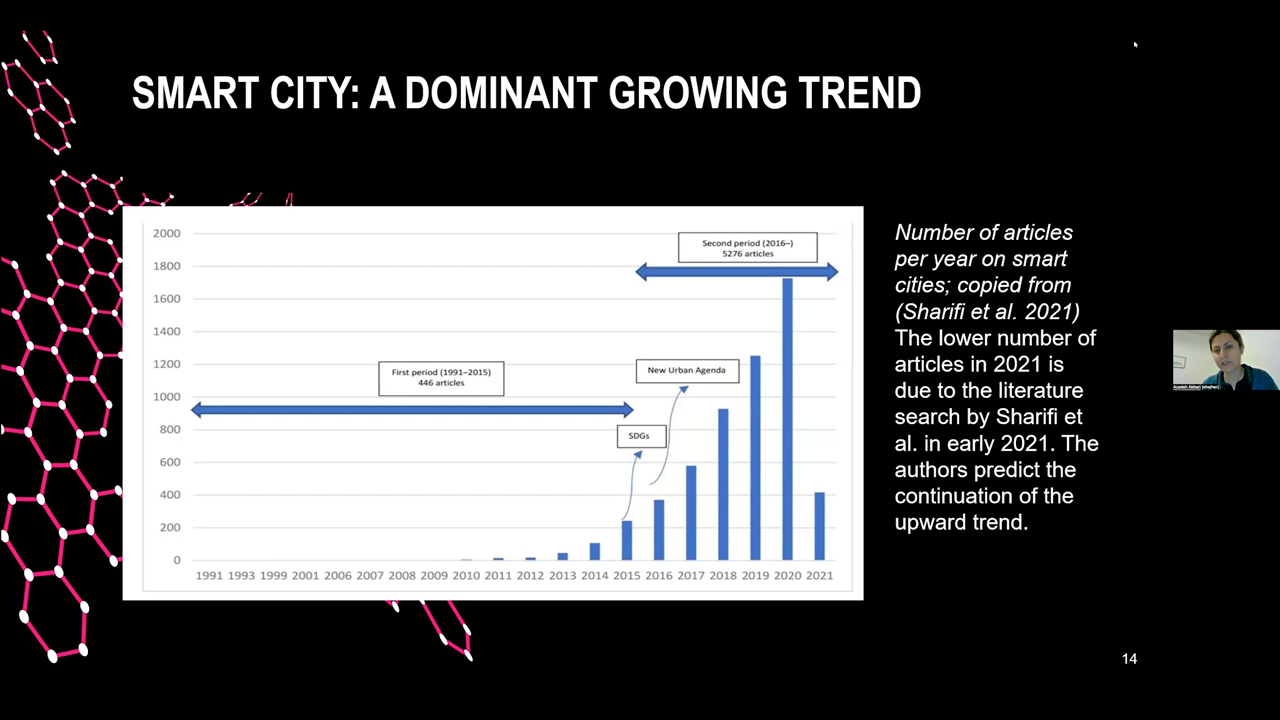 SMART CITY: A DOMINANT GROWING TREND
2000
1800
1600
1400
1200
1000
800
600
400
200
0
Second period (2016–)
5276 articles
First period (1991–2015)
446 articles
New Urban Agenda
SDGs
1991 1993 1999 2001 2006 2007 2008 2009 2010 2011 2012 2013 2014 2015 2016 2017 2018 2019 2020 2021
Number of articles
per year on smart
cities; copied from
(Sharifi et al. 2021)
The lower number of
articles in 2021 is
due to the literature
search by Sharifi et
al. in early 2021. The
authors predict the
continuation of the
upward trend.
14